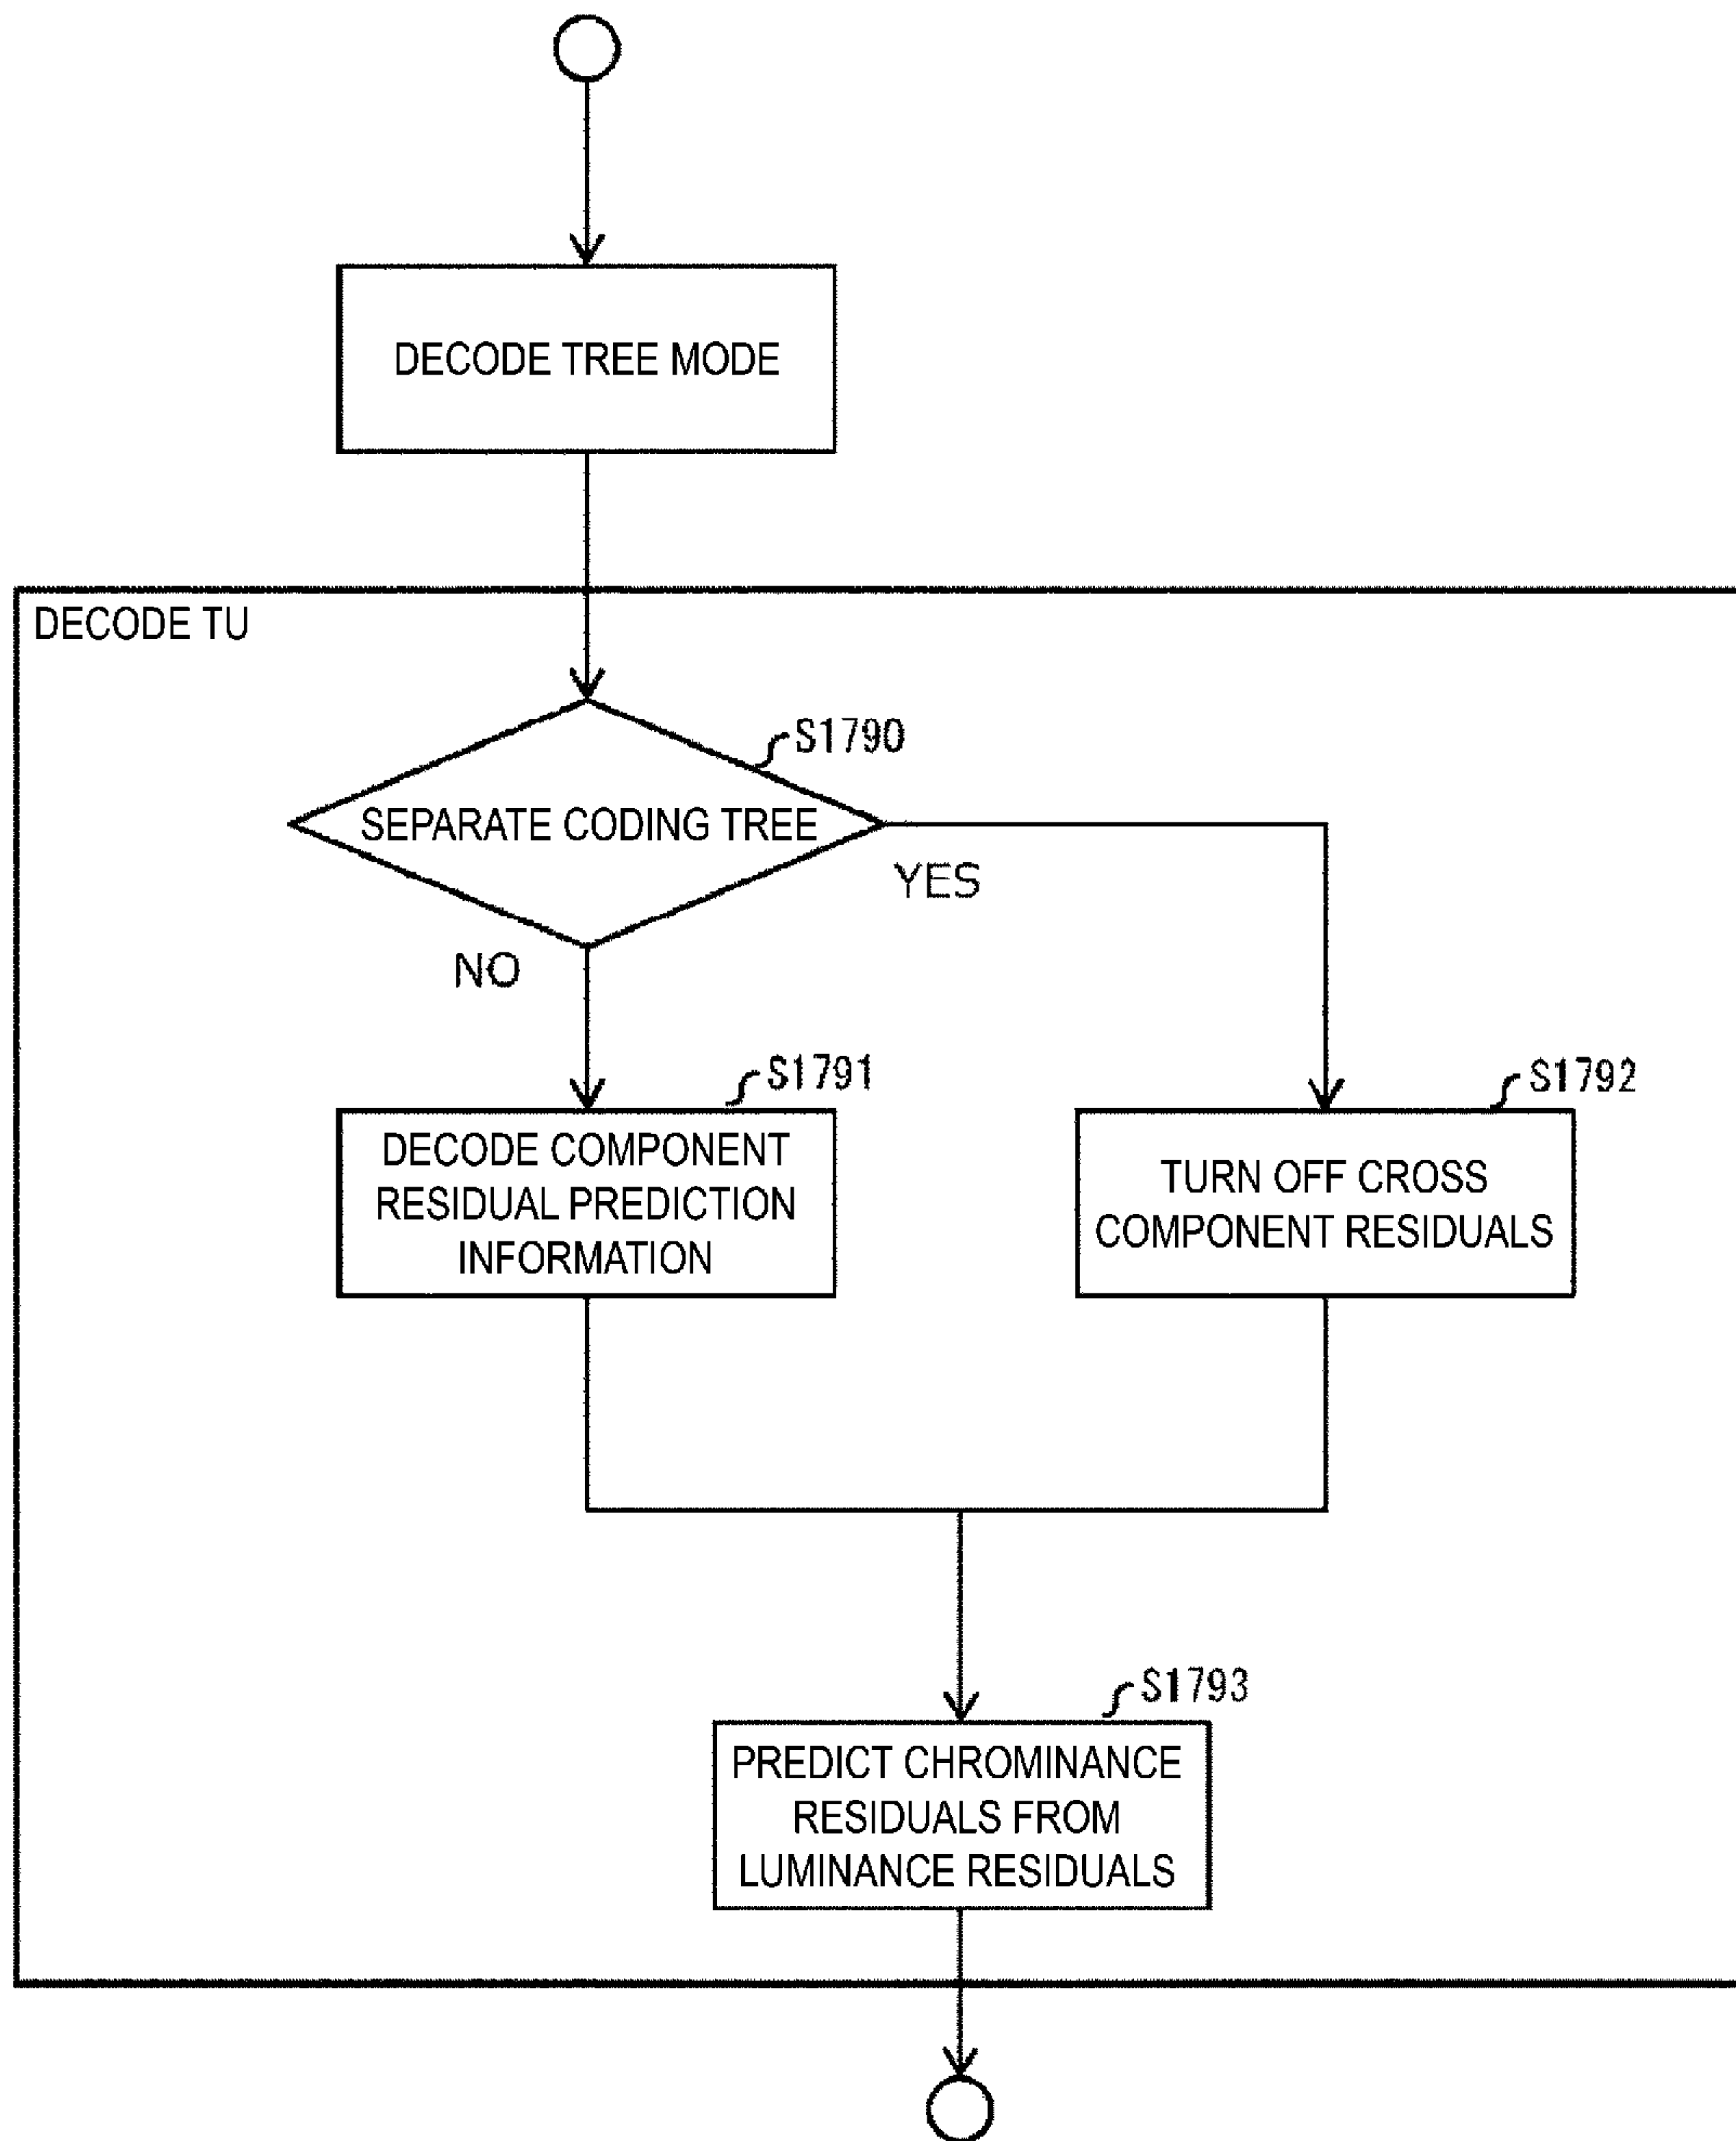 DECODE TREE MODE
DECODE TU
S1790
SEPARATE CODING TREE
YES
NO
S1791
DECODE COMPONENT
RESIDUAL PREDICTION
INFORMATION
S1792
TURN OFF CROSS
COMPONENT RESIDUALS
S1793
PREDICT CHROMINANCE
RESIDUALS FROM
LUMINANCE RESIDUALS